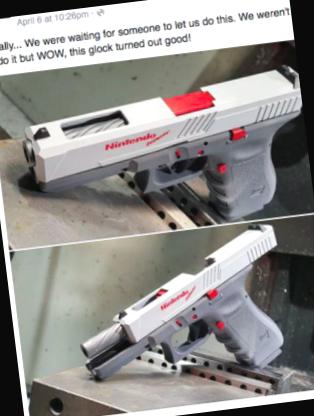 April 6 at 10:26pm ·
ally... We were waiting for someone to let us do this. We weren't
do it but WOW, this glock turned out good!
Nintendo
Nintendo